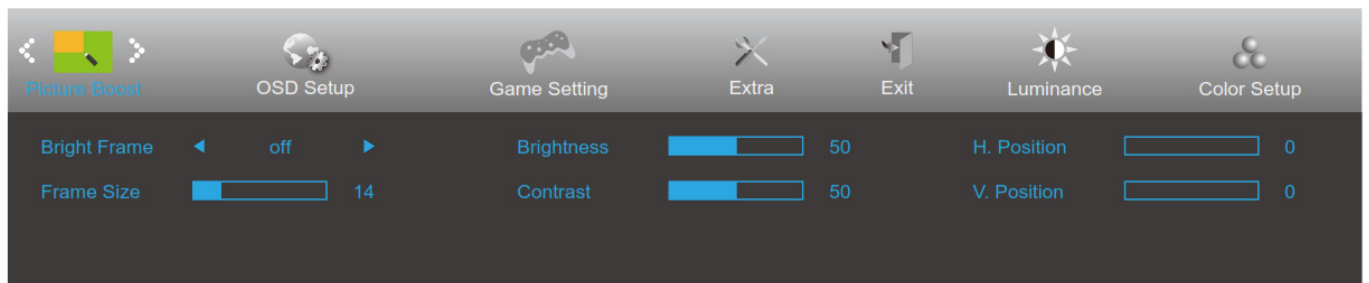 Picture Boost OSD Setup Game Setting Extra Exit Luminance Color Setup
Bright Frame off Brightness 50 H. Position 0
Frame Size 14 Contrast 50 V. Position 0